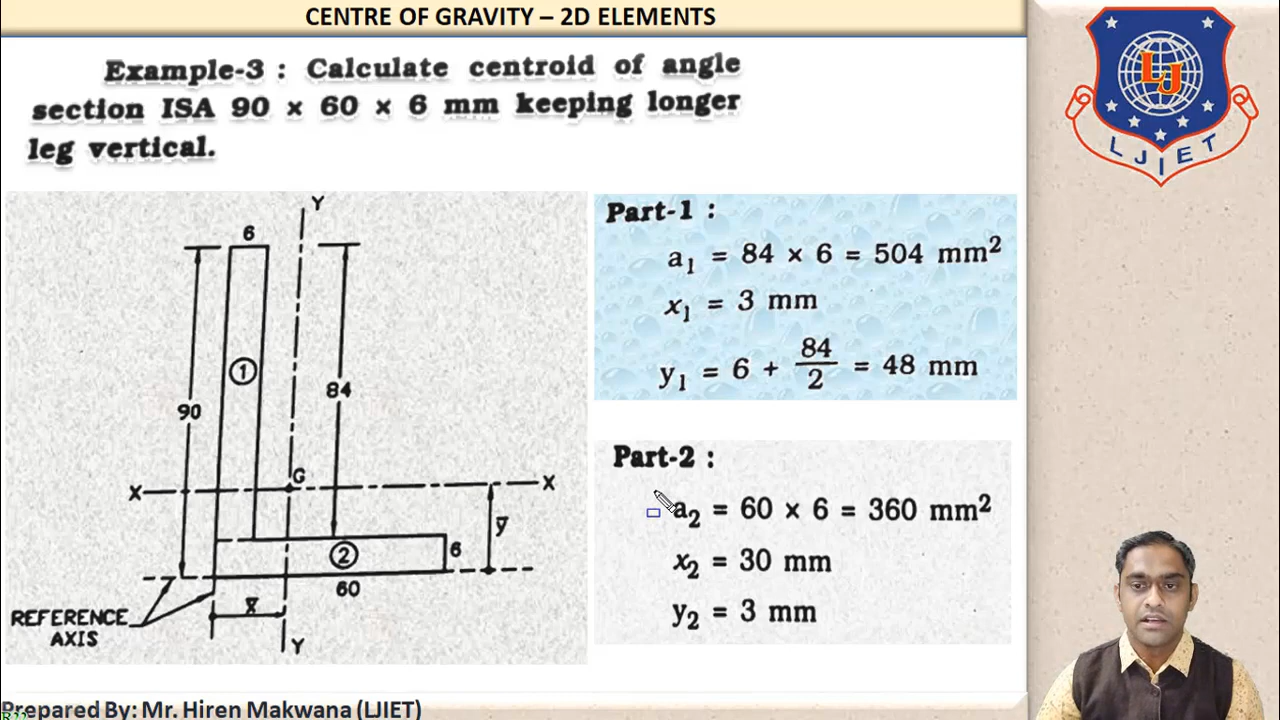 CENTRE OF GRAVITY – 2D ELEMENTS
Example-3 : Calculate centroid of angle
section ISA 90 × 60 × 6 mm keeping longer
leg vertical.
Y
6
1
84
90
X
G
X
ȳ
2
6
60
REFERENCE
AXIS
x̄
Y
Part-1 :
a₁ = 84 × 6 = 504 mm²
x₁ = 3 mm
y₁ = 6 + 84/2 = 48 mm
Part-2 :
a₂ = 60 × 6 = 360 mm²
x₂ = 30 mm
y₂ = 3 mm
LJ
LJIET
Prepared By: Mr. Hiren Makwana (LJIET)